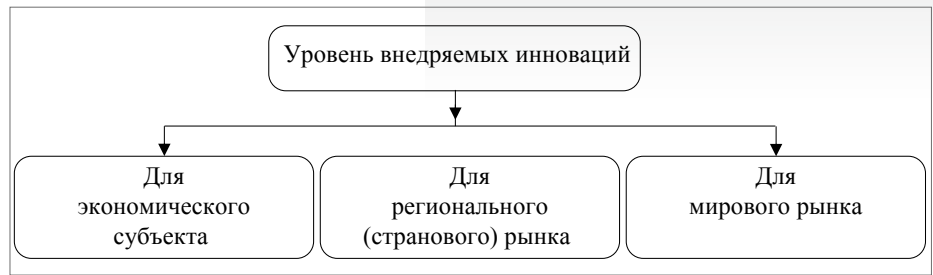 Уровень внедряемых инноваций
Для
экономического
субъекта
Для
регионального
(странового) рынка
Для
мирового рынка